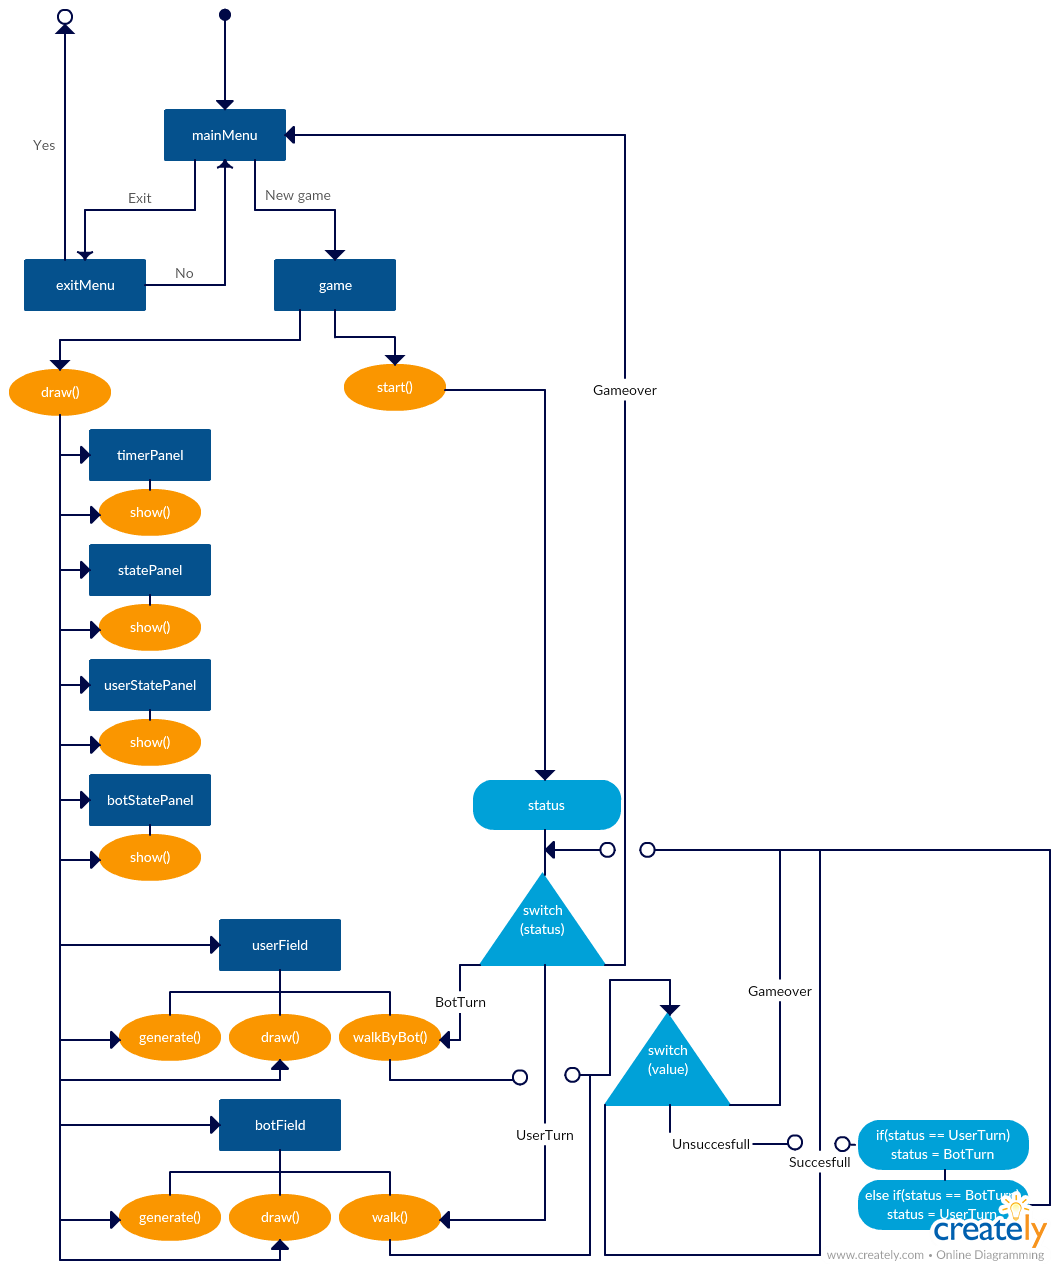 mainMenu
Yes
Exit
New game
No
exitMenu
game
draw()
start()
Gameover
timerPanel
show()
statePanel
show()
userStatePanel
show()
botStatePanel
show()
status
switch
(status)
userField
BotTurn
generate()
draw()
walkByBot()
Gameover
switch
(value)
botField
UserTurn
Unsuccesfull
Succesfull
if(status == UserTurn)
status = BotTurn
else if(status == BotTurn)
status = UserTurn
generate()
draw()
walk()
creately
www.creately.com • Online Diagramming